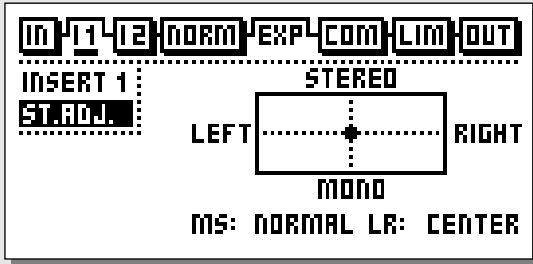 IN I1 I2 NORM EXP COM LIM OUT
INSERT 1
ST.ADJ.
STEREO
LEFT RIGHT
MONO
MS: NORMAL LR: CENTER